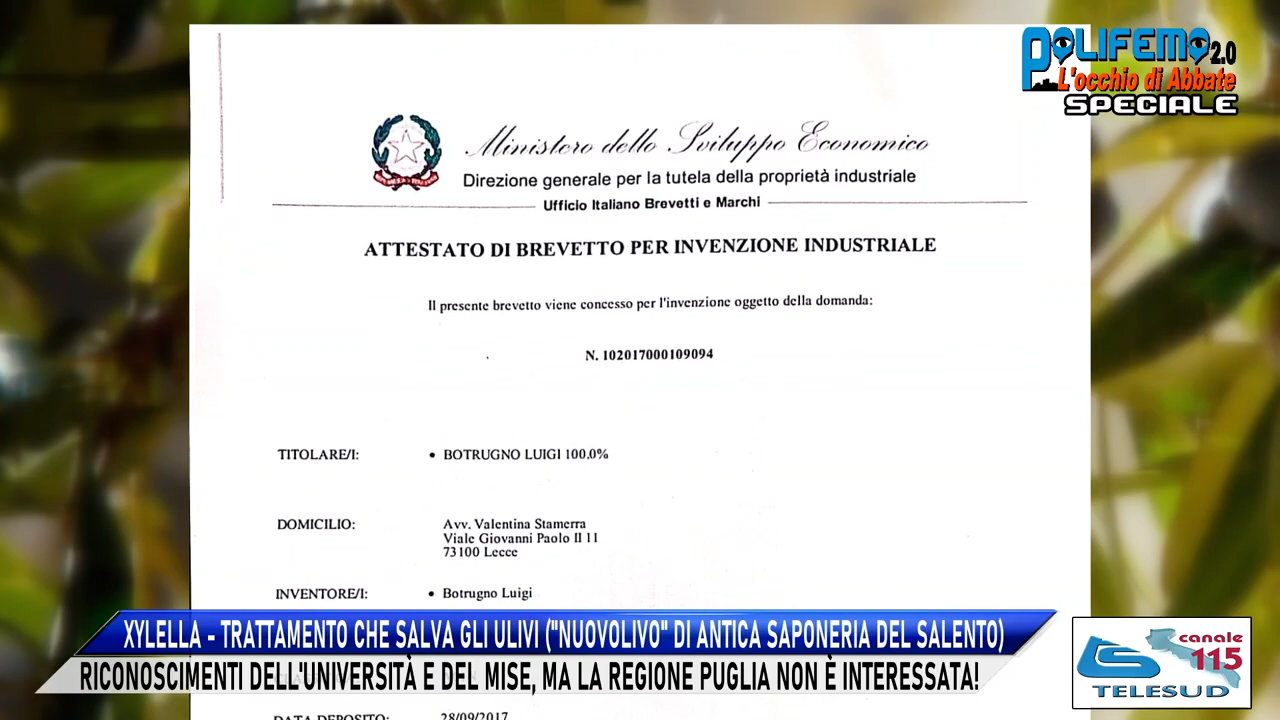 POLIFEMO 2.0
L'occhio di Abbate
SPECIALE
Ministero dello Sviluppo Economico
Direzione generale per la tutela della proprietà industriale
Ufficio Italiano Brevetti e Marchi
ATTESTATO DI BREVETTO PER INVENZIONE INDUSTRIALE
Il presente brevetto viene concesso per l'invenzione oggetto della domanda:
N. 102017000109094
TITOLARE/I: • BOTRUGNO LUIGI 100.0%
DOMICILIO: Avv. Valentina Stamerra
Viale Giovanni Paolo II 11
73100 Lecce
INVENTORE/I: • Botrugno Luigi
XYLELLA – TRATTAMENTO CHE SALVA GLI ULIVI ("NUOVOLIVO" DI ANTICA SAPONERIA DEL SALENTO)
RICONOSCIMENTI DELL'UNIVERSITÀ E DEL MISE, MA LA REGIONE PUGLIA NON È INTERESSATA!
canale
115
TELESUD
DATA DEPOSITO: 28/09/2017